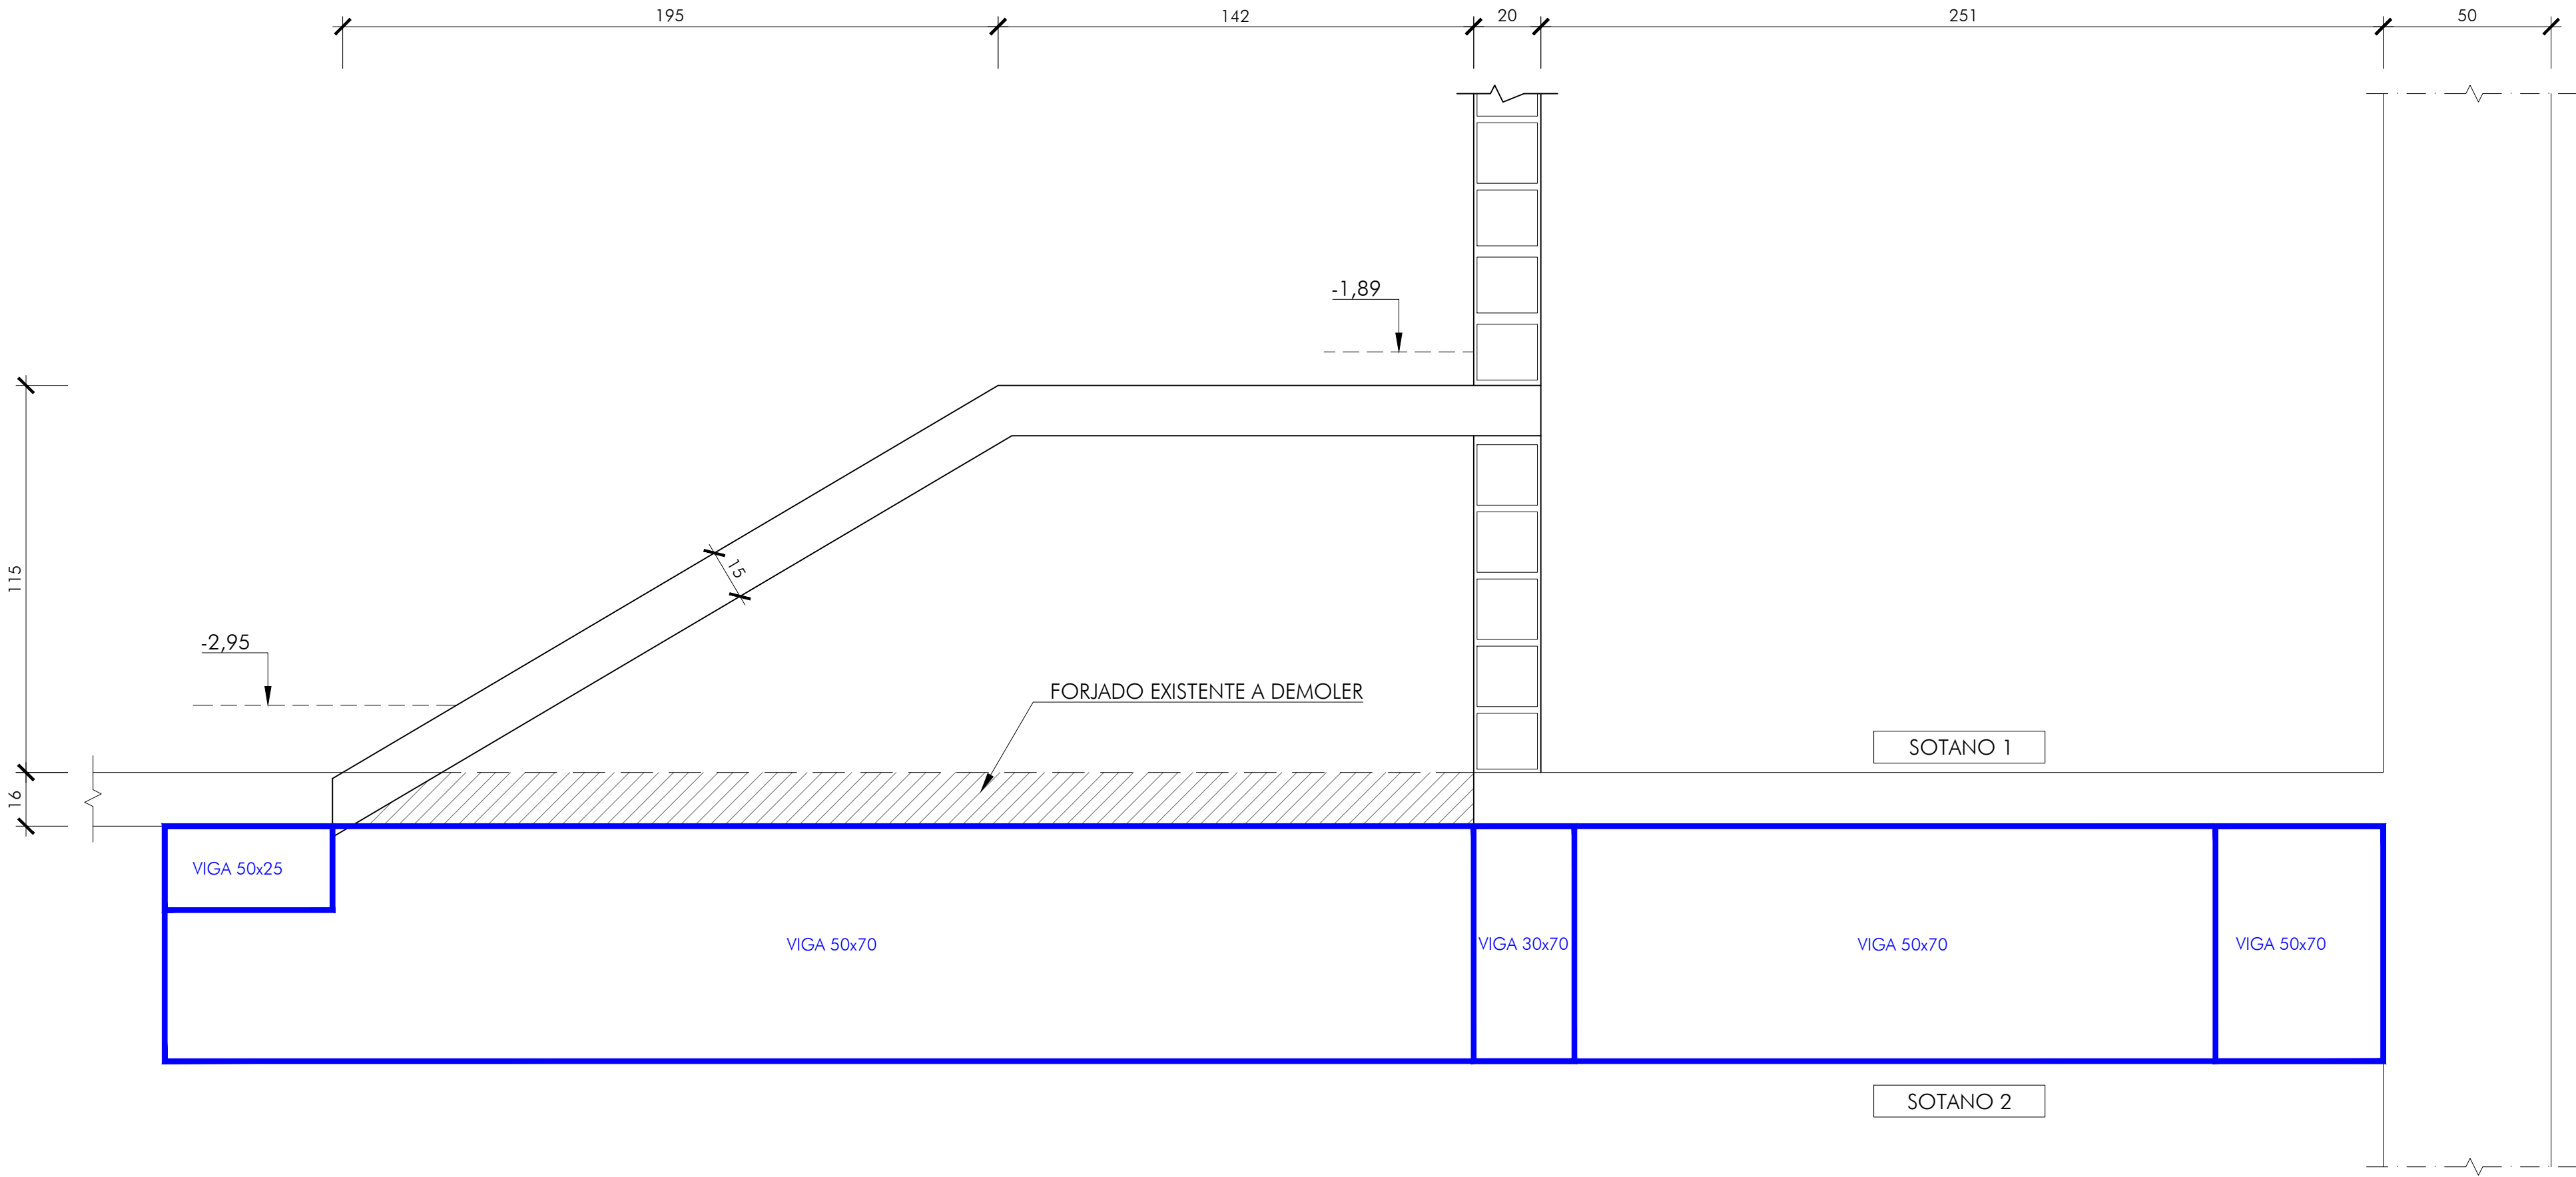 195
142
20
251
50
-1,89
115
15
-2,95
FORJADO EXISTENTE A DEMOLER
SOTANO 1
16
VIGA 50x25
VIGA 50x70
VIGA 30x70
VIGA 50x70
VIGA 50x70
SOTANO 2